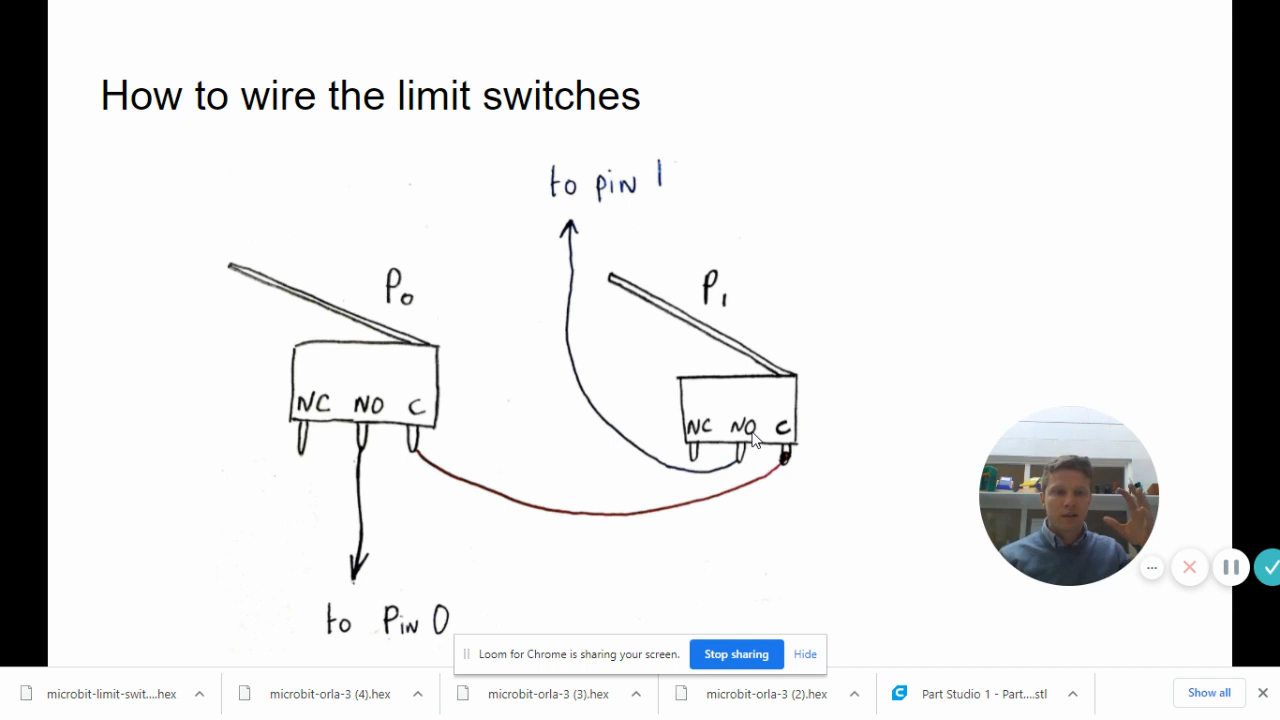 How to wire the limit switches
to pin 1
P0
P1
NC NO C
NC NO C
to Pin 0
Loom for Chrome is sharing your screen. Stop sharing Hide
microbit-limit-swit....hex
microbit-orla-3 (4).hex
microbit-orla-3 (3).hex
microbit-orla-3 (2).hex
Part Studio 1 - Part....stl
Show all